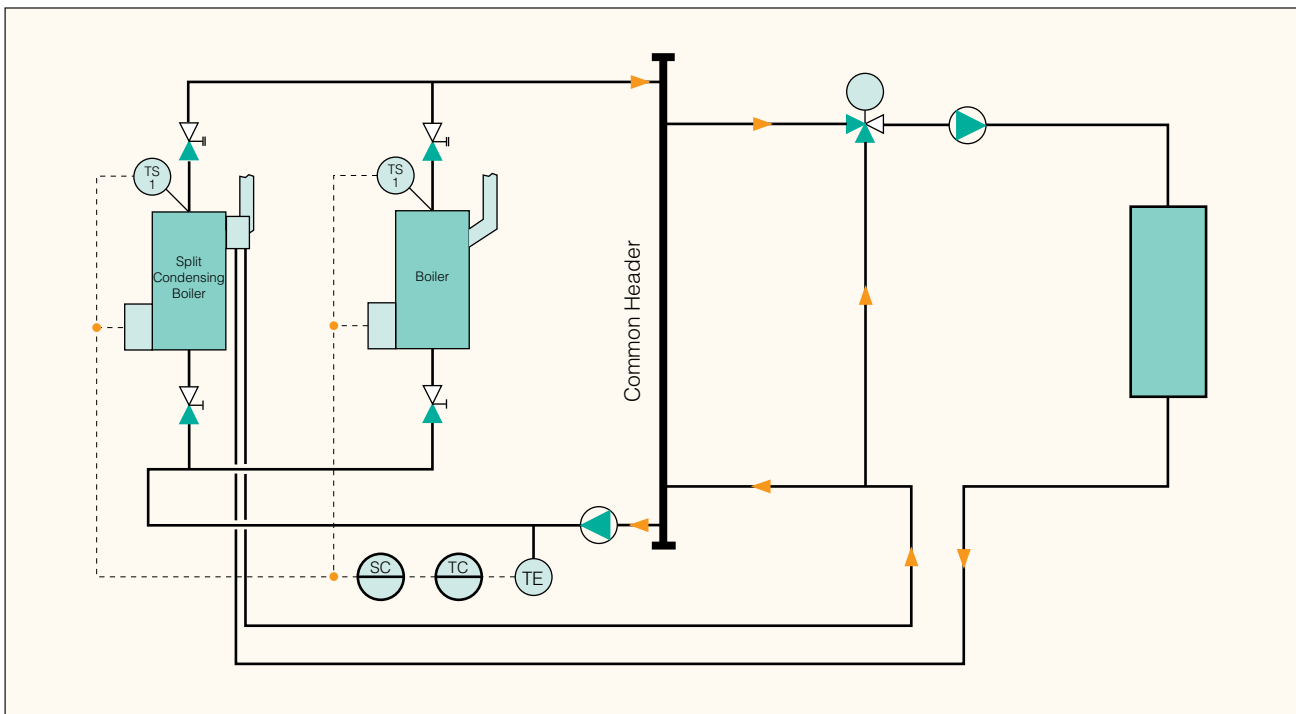 TS
1
TS
1
Split
Condensing
Boiler
Boiler
Common Header
SC
TC
TE